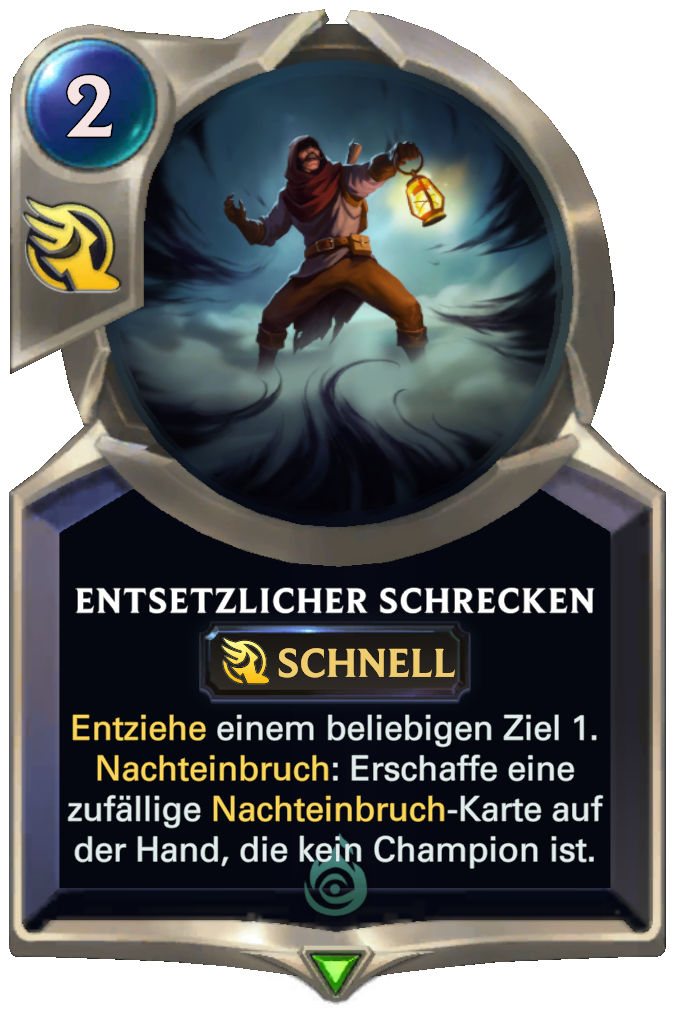 2
ENTSETZLICHER SCHRECKEN
SCHNELL
Entziehe einem beliebigen Ziel 1.
Nachteinbruch: Erschaffe eine
zufällige Nachteinbruch-Karte auf
der Hand, die kein Champion ist.